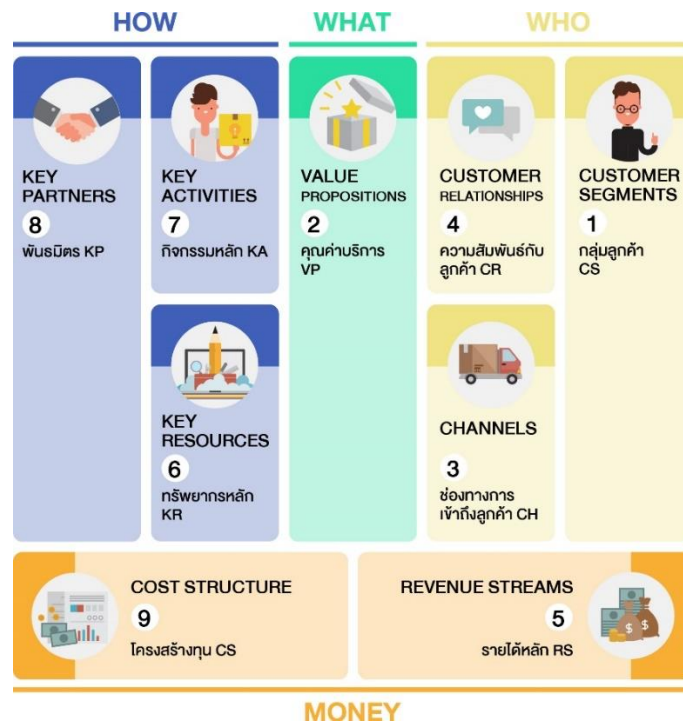 HOW
WHAT
WHO
KEY
PARTNERS
8
พันธมิตร KP
KEY
ACTIVITIES
7
กิจกรรมหลัก KA
VALUE
PROPOSITIONS
2
คุณค่าบริการ
VP
CUSTOMER
RELATIONSHIPS
4
ความสัมพันธ์กับ
ลูกค้า CR
CUSTOMER
SEGMENTS
1
กลุ่มลูกค้า
CS
KEY
RESOURCES
6
ทรัพยากรหลัก
KR
CHANNELS
3
ช่องทางการ
เข้าถึงลูกค้า CH
COST STRUCTURE
9
โครงสร้างทุน CS
REVENUE STREAMS
5
รายได้หลัก RS
$
$
MONEY